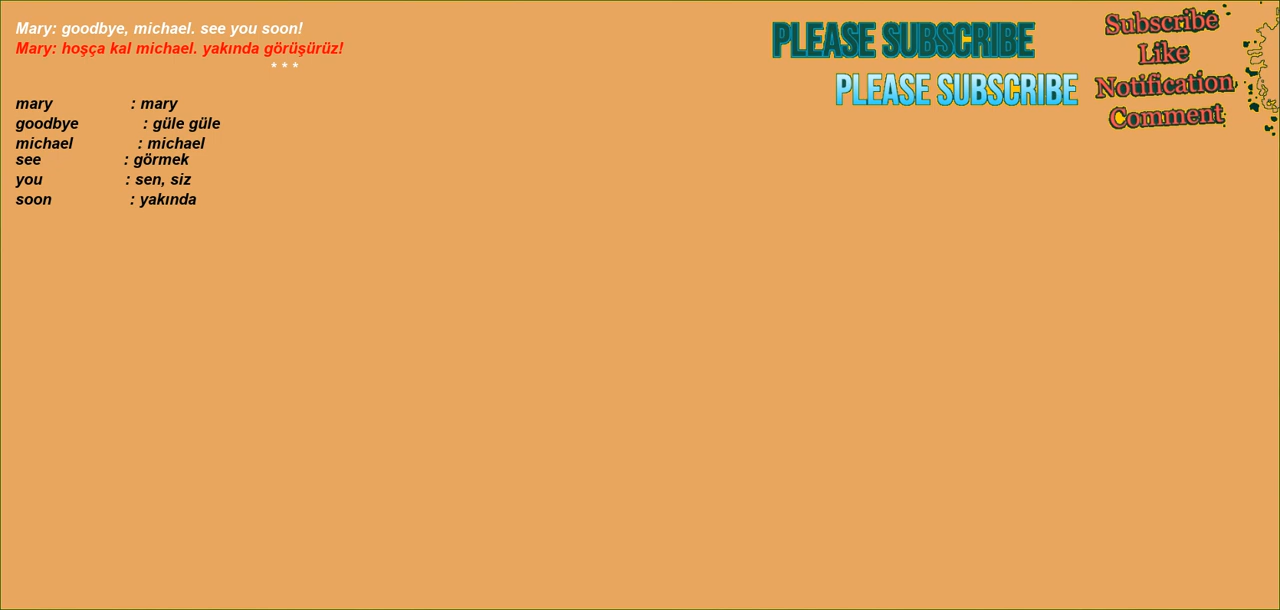 Mary: goodbye, michael. see you soon!
Mary: hoşça kal michael. yakında görüşürüz!
* * *
mary : mary
goodbye : güle güle
michael : michael
see : görmek
you : sen, siz
soon : yakında
PLEASE SUBSCRIBE
PLEASE SUBSCRIBE
Subscribe
Like
Notification
Comment